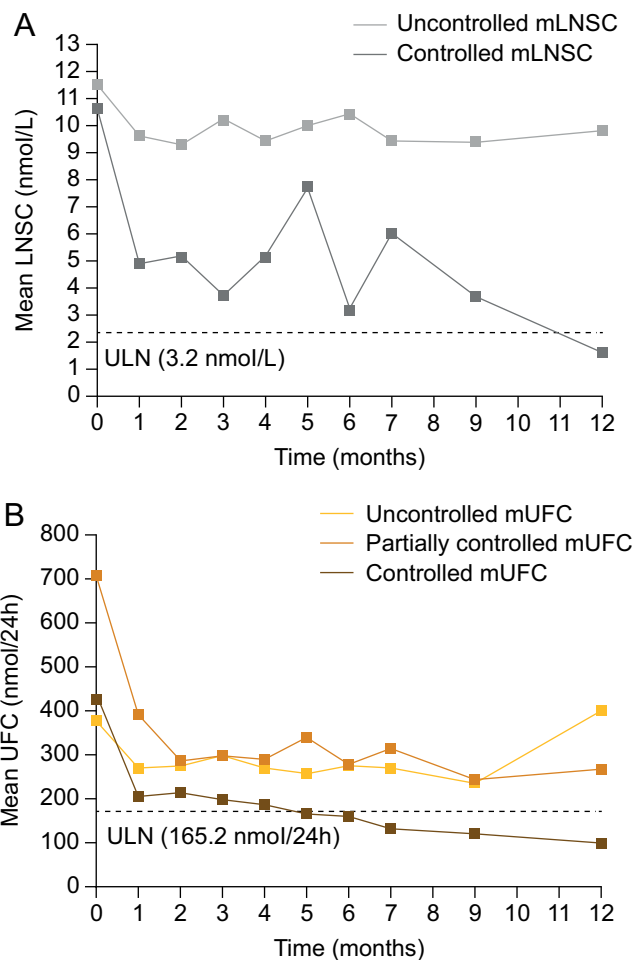 A
Uncontrolled mLNSC
Controlled mLNSC
13
12
11
10
9
8
7
6
5
4
3
2
1
0
Mean LNSC (nmol/L)
ULN (3.2 nmol/L)
0 1 2 3 4 5 6 7 8 9 10 11 12
Time (months)
B
Uncontrolled mUFC
Partially controlled mUFC
Controlled mUFC
800
700
600
500
400
300
200
100
0
Mean UFC (nmol/24h)
ULN (165.2 nmol/24h)
0 1 2 3 4 5 6 7 8 9 10 11 12
Time (months)